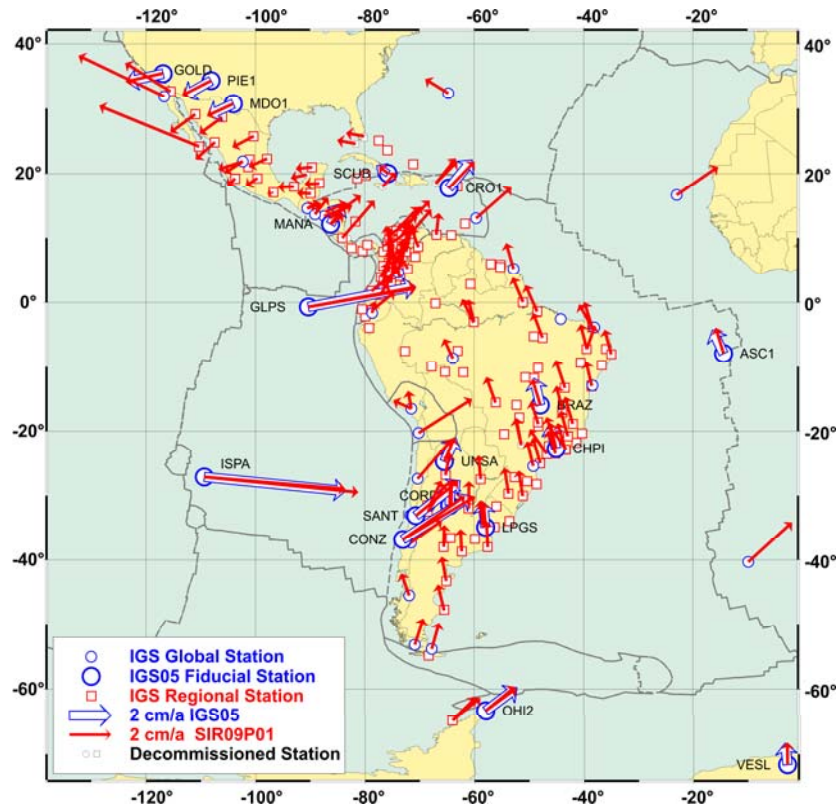 -120° -100° -80° -60° -40° -20°
40° 40°
GOLD
PIE1
MDO1
20° 20°
SCUB
CRO1
MANA
0° 0°
GLPS
ASC1
BRAZ
-20° -20°
CHPI
ISPA
UNSA
CORD
SANT
LPGS
CONZ
-40° -40°
IGS Global Station
IGS05 Fiducial Station
IGS Regional Station
2 cm/a IGS05
2 cm/a SIR09P01
Decommissioned Station
-60° -60°
OHI2
VESL
-120° -100° -80° -60° -40° -20°